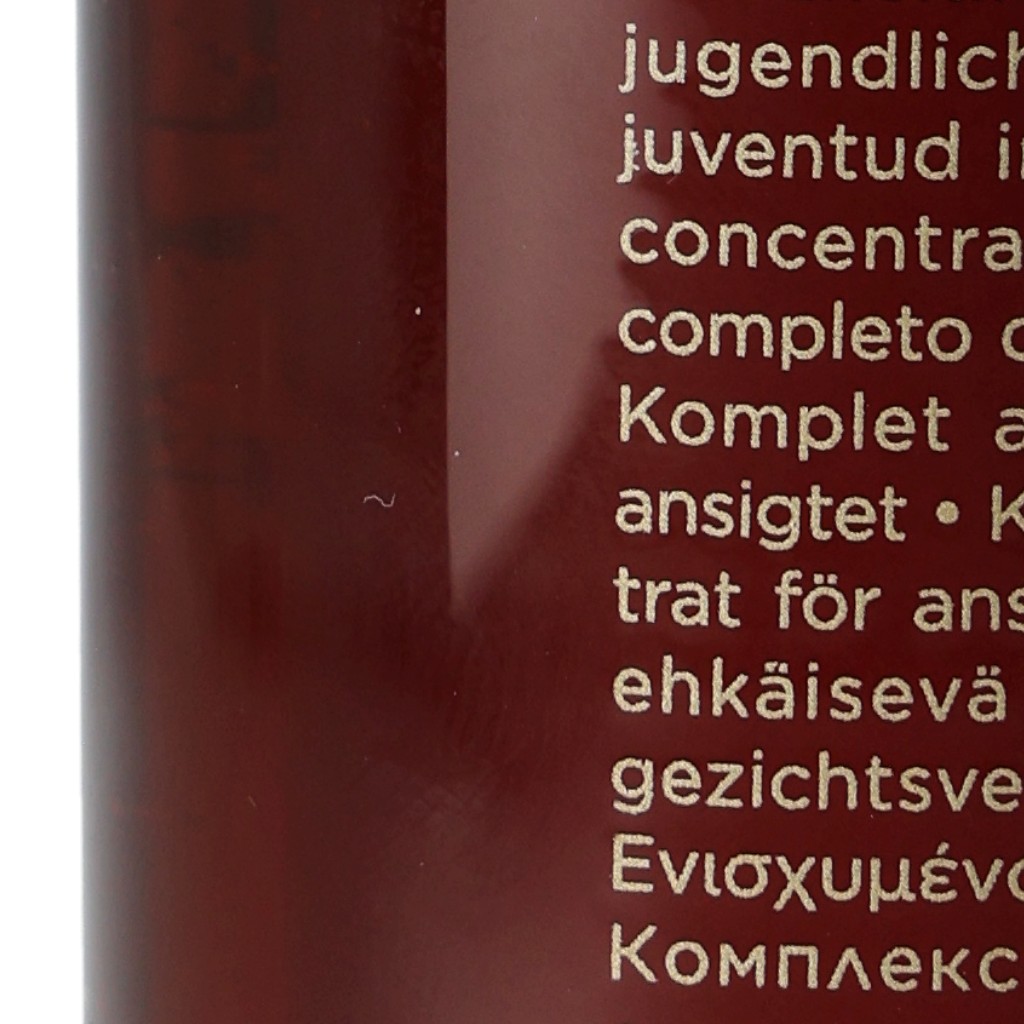 jugendlich
juventud
concentra
completo
Komplet
ansigtet • K
trat för ans
ehkäisevä
gezichtsve
Ενισχυμένο
Комплекс